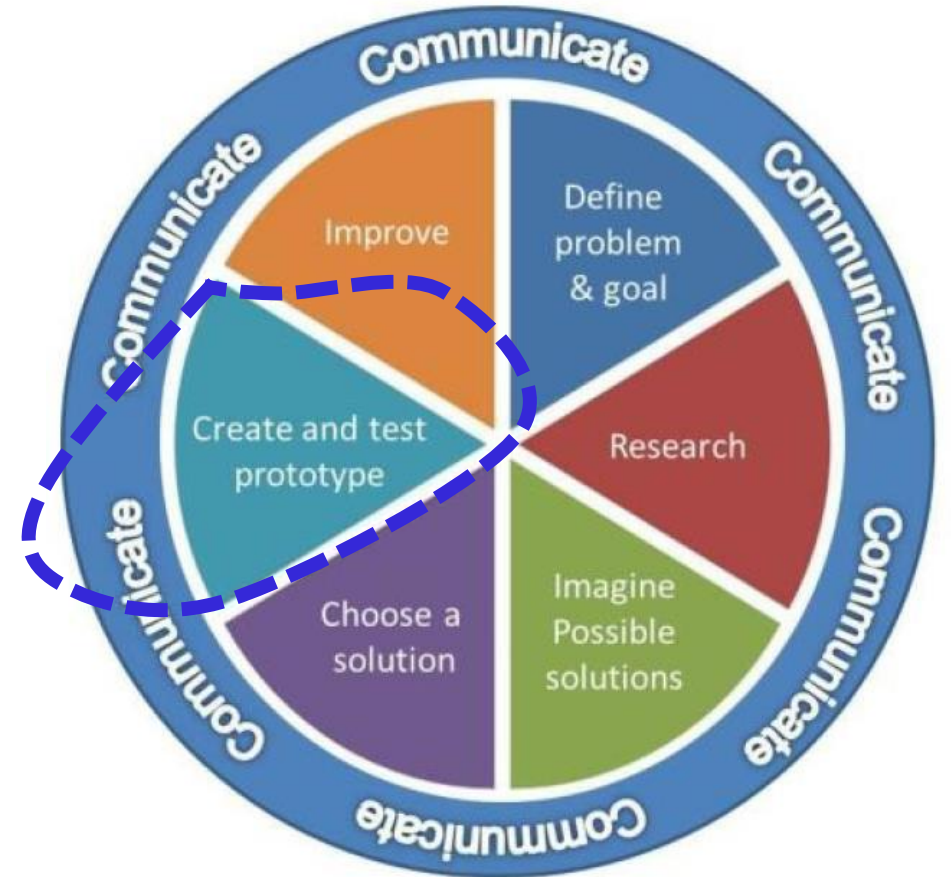 Communicate
Communicate
Communicate
Communicate
Communicate
Communicate
Define
problem
& goal
Research
Imagine
Possible
solutions
Choose a
solution
Create and test
prototype
Improve